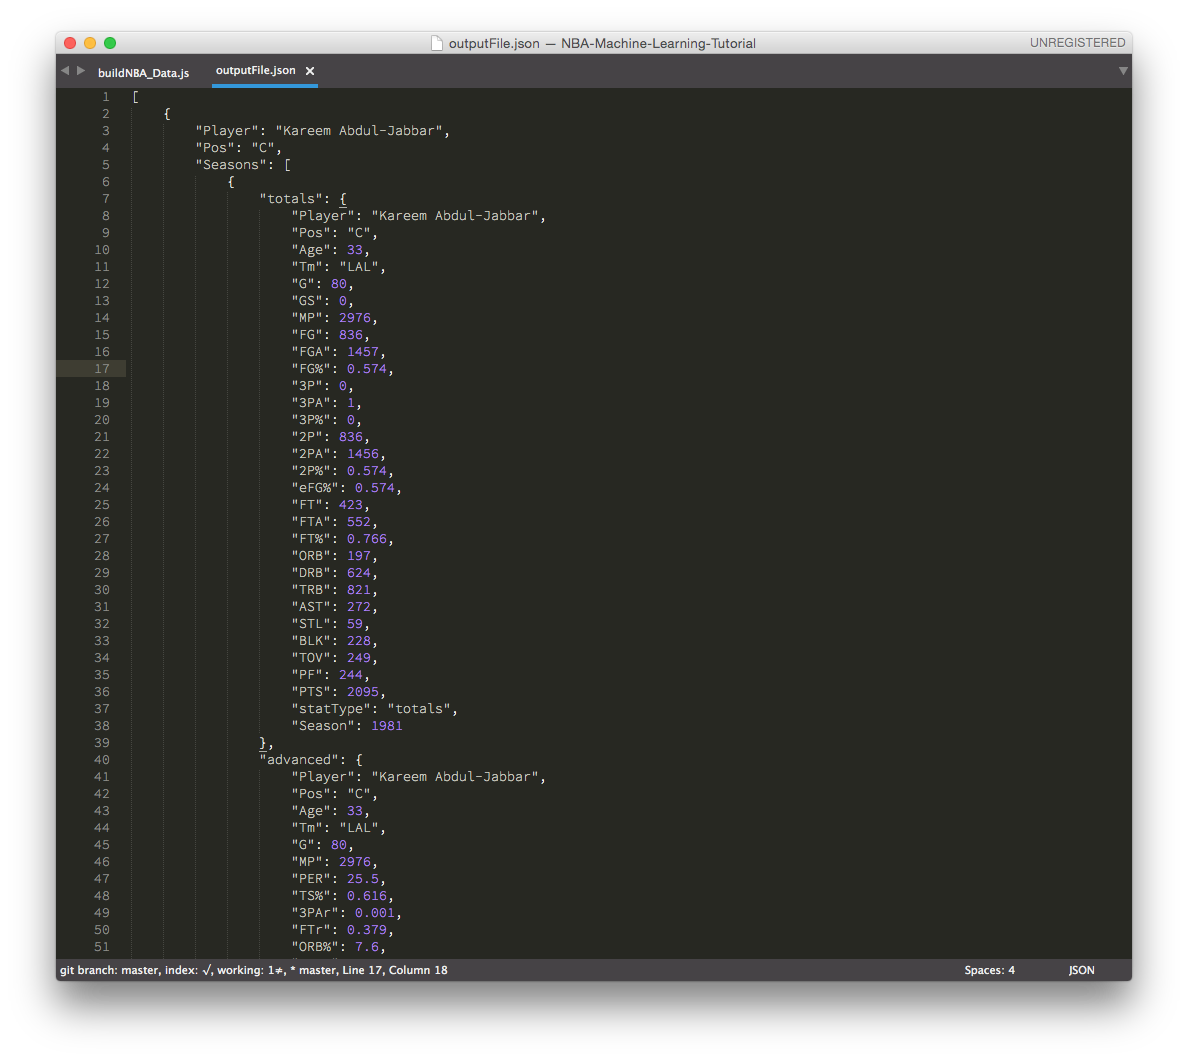 outputFile.json — NBA-Machine-Learning-Tutorial
UNREGISTERED
buildNBA_Data.js
outputFile.json ×
1 [
2 {
3 "Player": "Kareem Abdul-Jabbar",
4 "Pos": "C",
5 "Seasons": [
6 {
7 "totals": {
8 "Player": "Kareem Abdul-Jabbar",
9 "Pos": "C",
10 "Age": 33,
11 "Tm": "LAL",
12 "G": 80,
13 "GS": 0,
14 "MP": 2976,
15 "FG": 836,
16 "FGA": 1457,
17 "FG%": 0.574,
18 "3P": 0,
19 "3PA": 1,
20 "3P%": 0,
21 "2P": 836,
22 "2PA": 1456,
23 "2P%": 0.574,
24 "eFG%": 0.574,
25 "FT": 423,
26 "FTA": 552,
27 "FT%": 0.766,
28 "ORB": 197,
29 "DRB": 624,
30 "TRB": 821,
31 "AST": 272,
32 "STL": 59,
33 "BLK": 228,
34 "TOV": 249,
35 "PF": 244,
36 "PTS": 2095,
37 "statType": "totals",
38 "Season": 1981
39 },
40 "advanced": {
41 "Player": "Kareem Abdul-Jabbar",
42 "Pos": "C",
43 "Age": 33,
44 "Tm": "LAL",
45 "G": 80,
46 "MP": 2976,
47 "PER": 25.5,
48 "TS%": 0.616,
49 "3PAr": 0.001,
50 "FTr": 0.379,
51 "ORB%": 7.6,
git branch: master, index: √, working: 1≠, * master, Line 17, Column 18
Spaces: 4
JSON